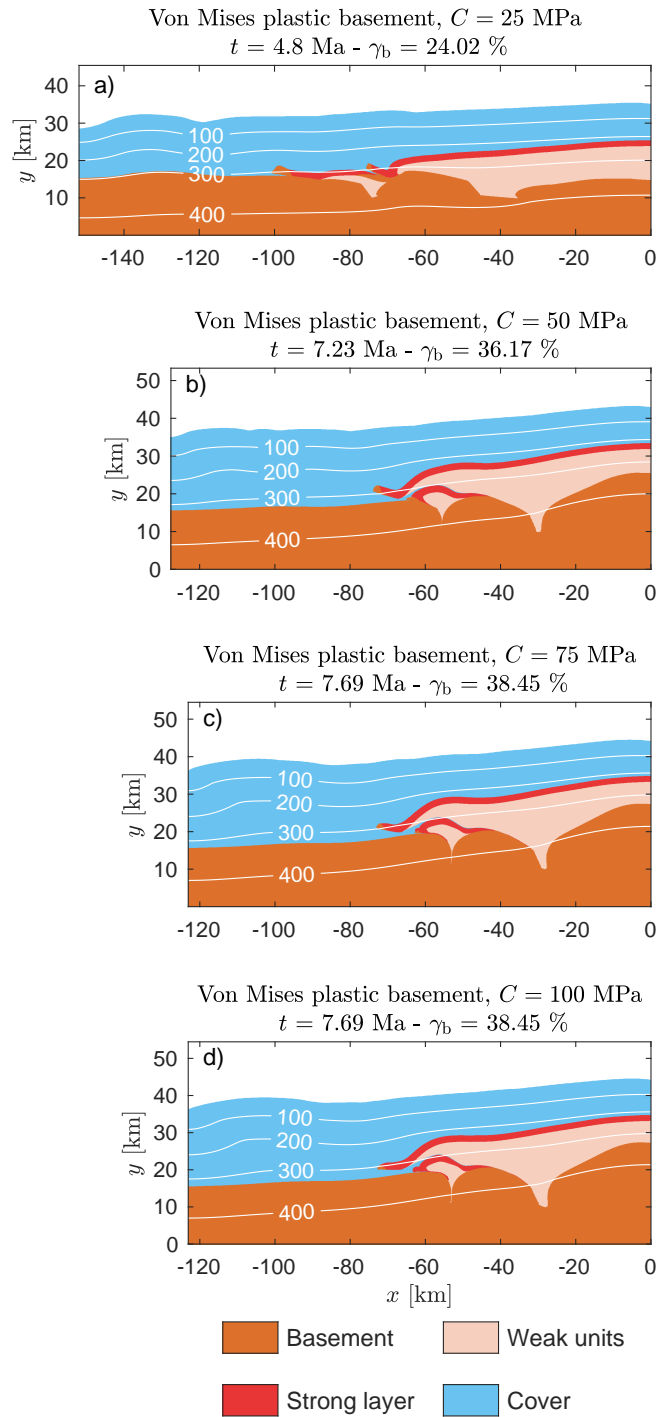 Von Mises plastic basement, C = 25 MPa
t = 4.8 Ma - γb = 24.02 %
a)
40
30
20
10
y [km]
100
200
300
400
-140 -120 -100 -80 -60 -40 -20 0
Von Mises plastic basement, C = 50 MPa
t = 7.23 Ma - γb = 36.17 %
b)
50
40
30
20
10
0
y [km]
100
200
300
400
-120 -100 -80 -60 -40 -20 0
Von Mises plastic basement, C = 75 MPa
t = 7.69 Ma - γb = 38.45 %
c)
50
40
30
20
10
0
y [km]
100
200
300
400
-120 -100 -80 -60 -40 -20 0
Von Mises plastic basement, C = 100 MPa
t = 7.69 Ma - γb = 38.45 %
d)
50
40
30
20
10
0
y [km]
100
200
300
400
-120 -100 -80 -60 -40 -20 0
x [km]
Basement Weak units
Strong layer Cover